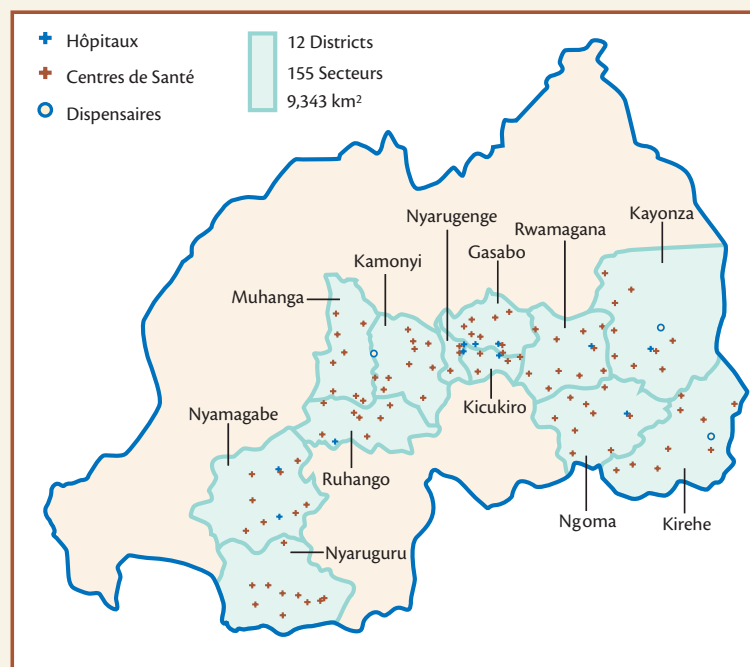 Hôpitaux
Centres de Santé
Dispensaires
12 Districts
155 Secteurs
9,343 km²
Nyarugenge
Kayonza
Rwamagana
Gasabo
Kamonyi
Muhanga
Kicukiro
Nyamagabe
Ruhango
Ngoma
Kirehe
Nyaruguru